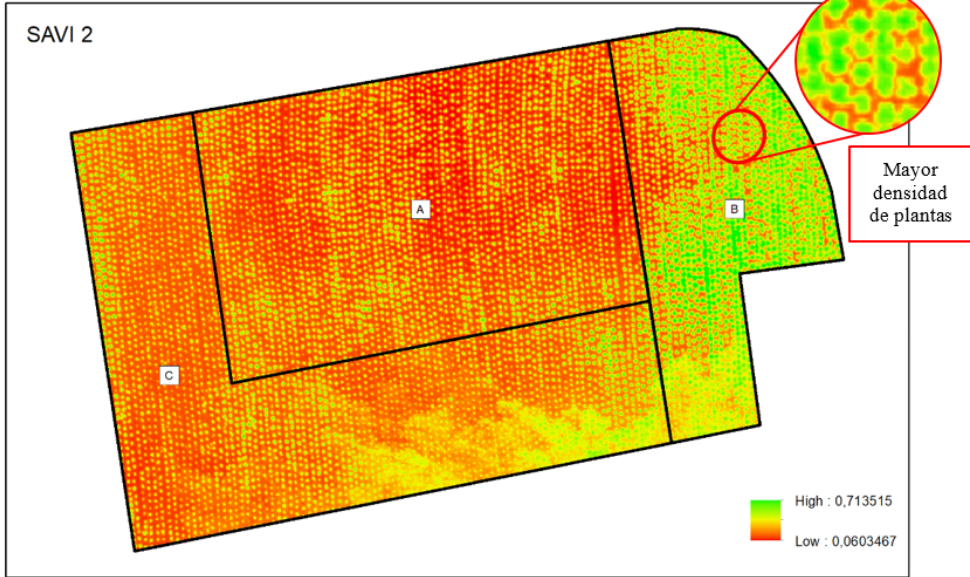 SAVI 2
Mayor
densidad
de plantas
A
B
C
High : 0,713515
Low : 0,0603467